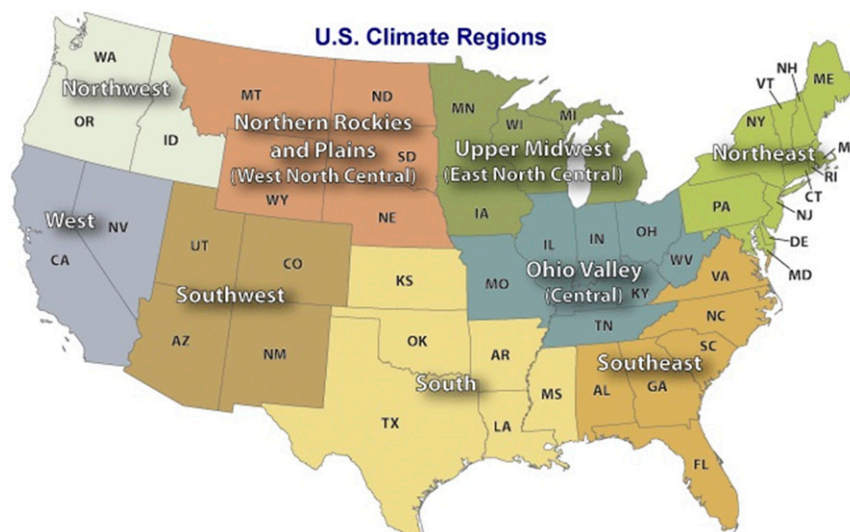 U.S. Climate Regions
WA
Northwest
OR
ID
MT
ND
Northern Rockies
and Plains
(West North Central)
SD
WY
NE
MN
WI
MI
Upper Midwest
(East North Central)
IA
VT
NH
ME
NY
Northeast
M
RI
CT
PA
NJ
DE
MD
West
NV
CA
UT
CO
Southwest
AZ
NM
KS
OK
AR
South
TX
LA
MS
IL
IN
OH
WV
Ohio Valley
(Central)
MO
KY
TN
VA
NC
SC
Southeast
AL
GA
FL